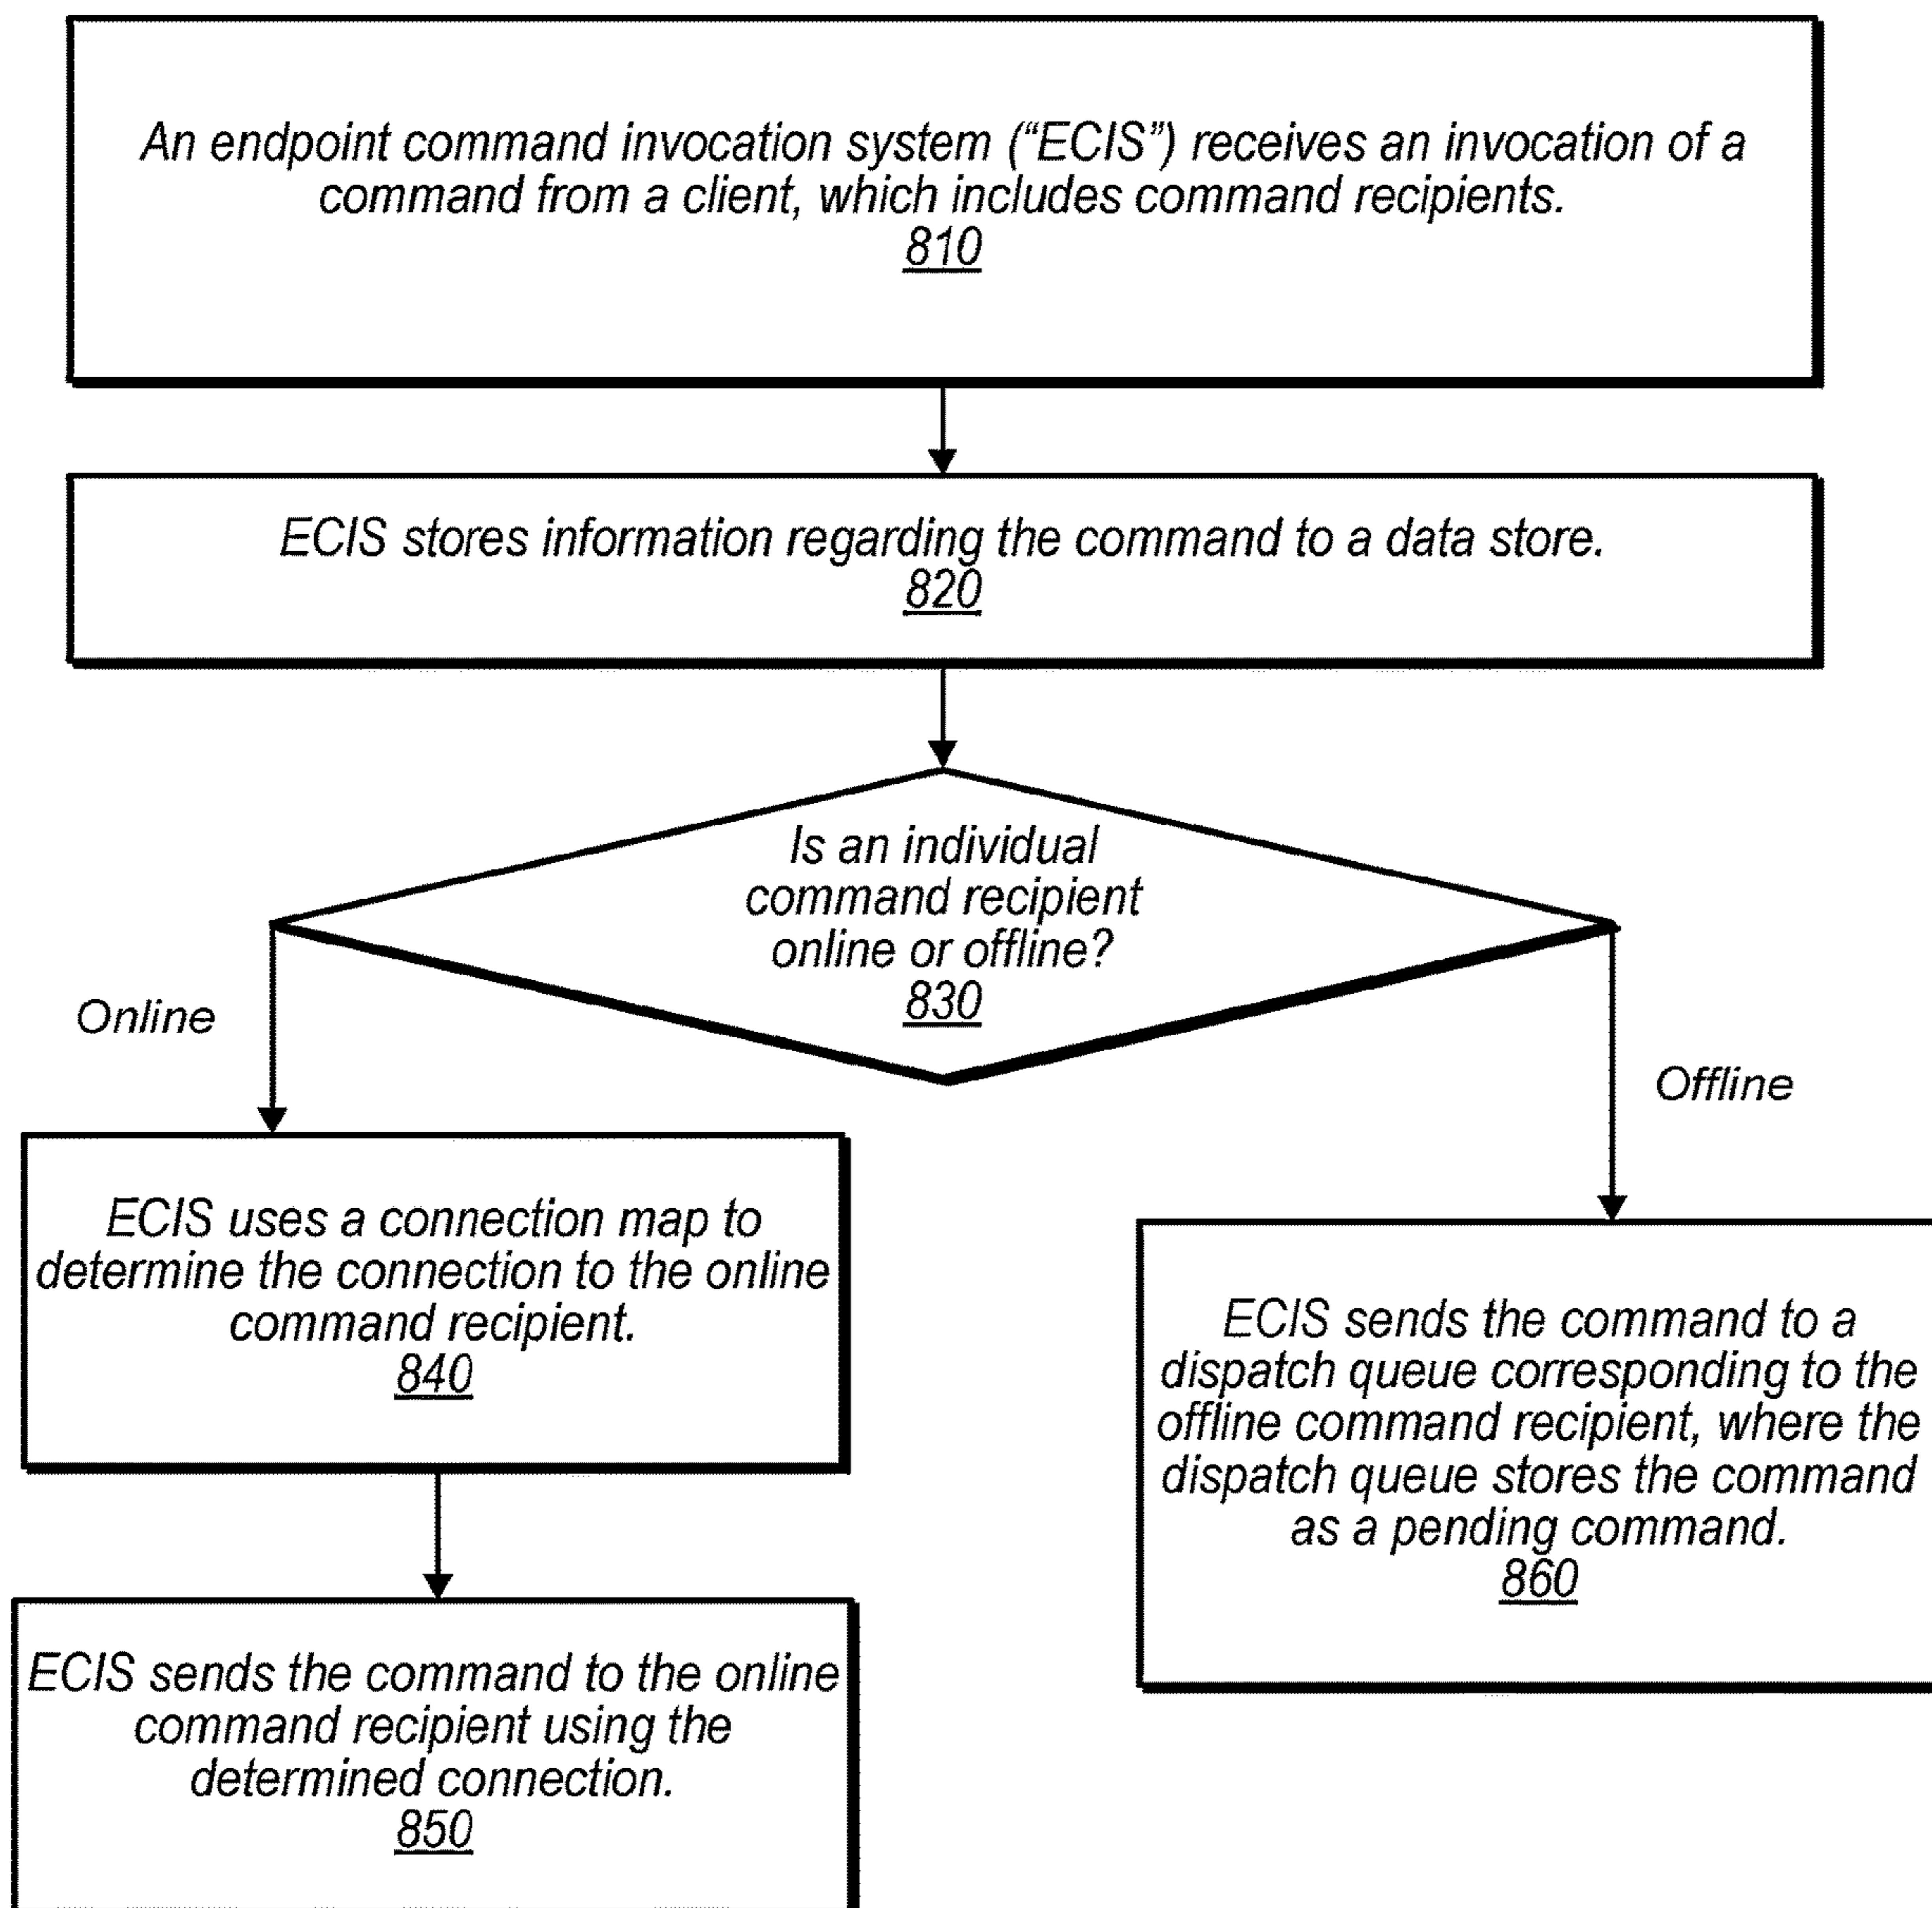 An endpoint command invocation system (“ECIS”) receives an invocation of a
command from a client, which includes command recipients.
810
ECIS stores information regarding the command to a data store.
820
Is an individual
command recipient
online or offline?
830
Online
Offline
ECIS uses a connection map to
determine the connection to the online
command recipient.
840
ECIS sends the command to the online
command recipient using the
determined connection.
850
ECIS sends the command to a
dispatch queue corresponding to the
offline command recipient, where the
dispatch queue stores the command
as a pending command.
860